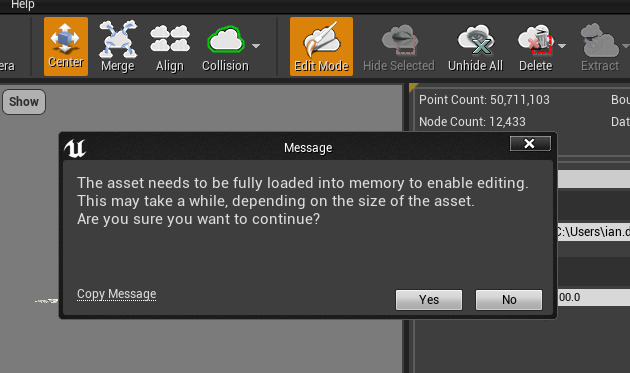 Help
era
Center
Merge
Align
Collision
Edit Mode
Hide Selected
Unhide All
Delete
Extract
Show
Point Count: 50,711,103
Bou
Node Count: 12,433
Dat
Message
The asset needs to be fully loaded into memory to enable editing.
This may take a while, depending on the size of the asset.
Are you sure you want to continue?
C:\Users\ian.d
Copy Message
Yes
No
00.0